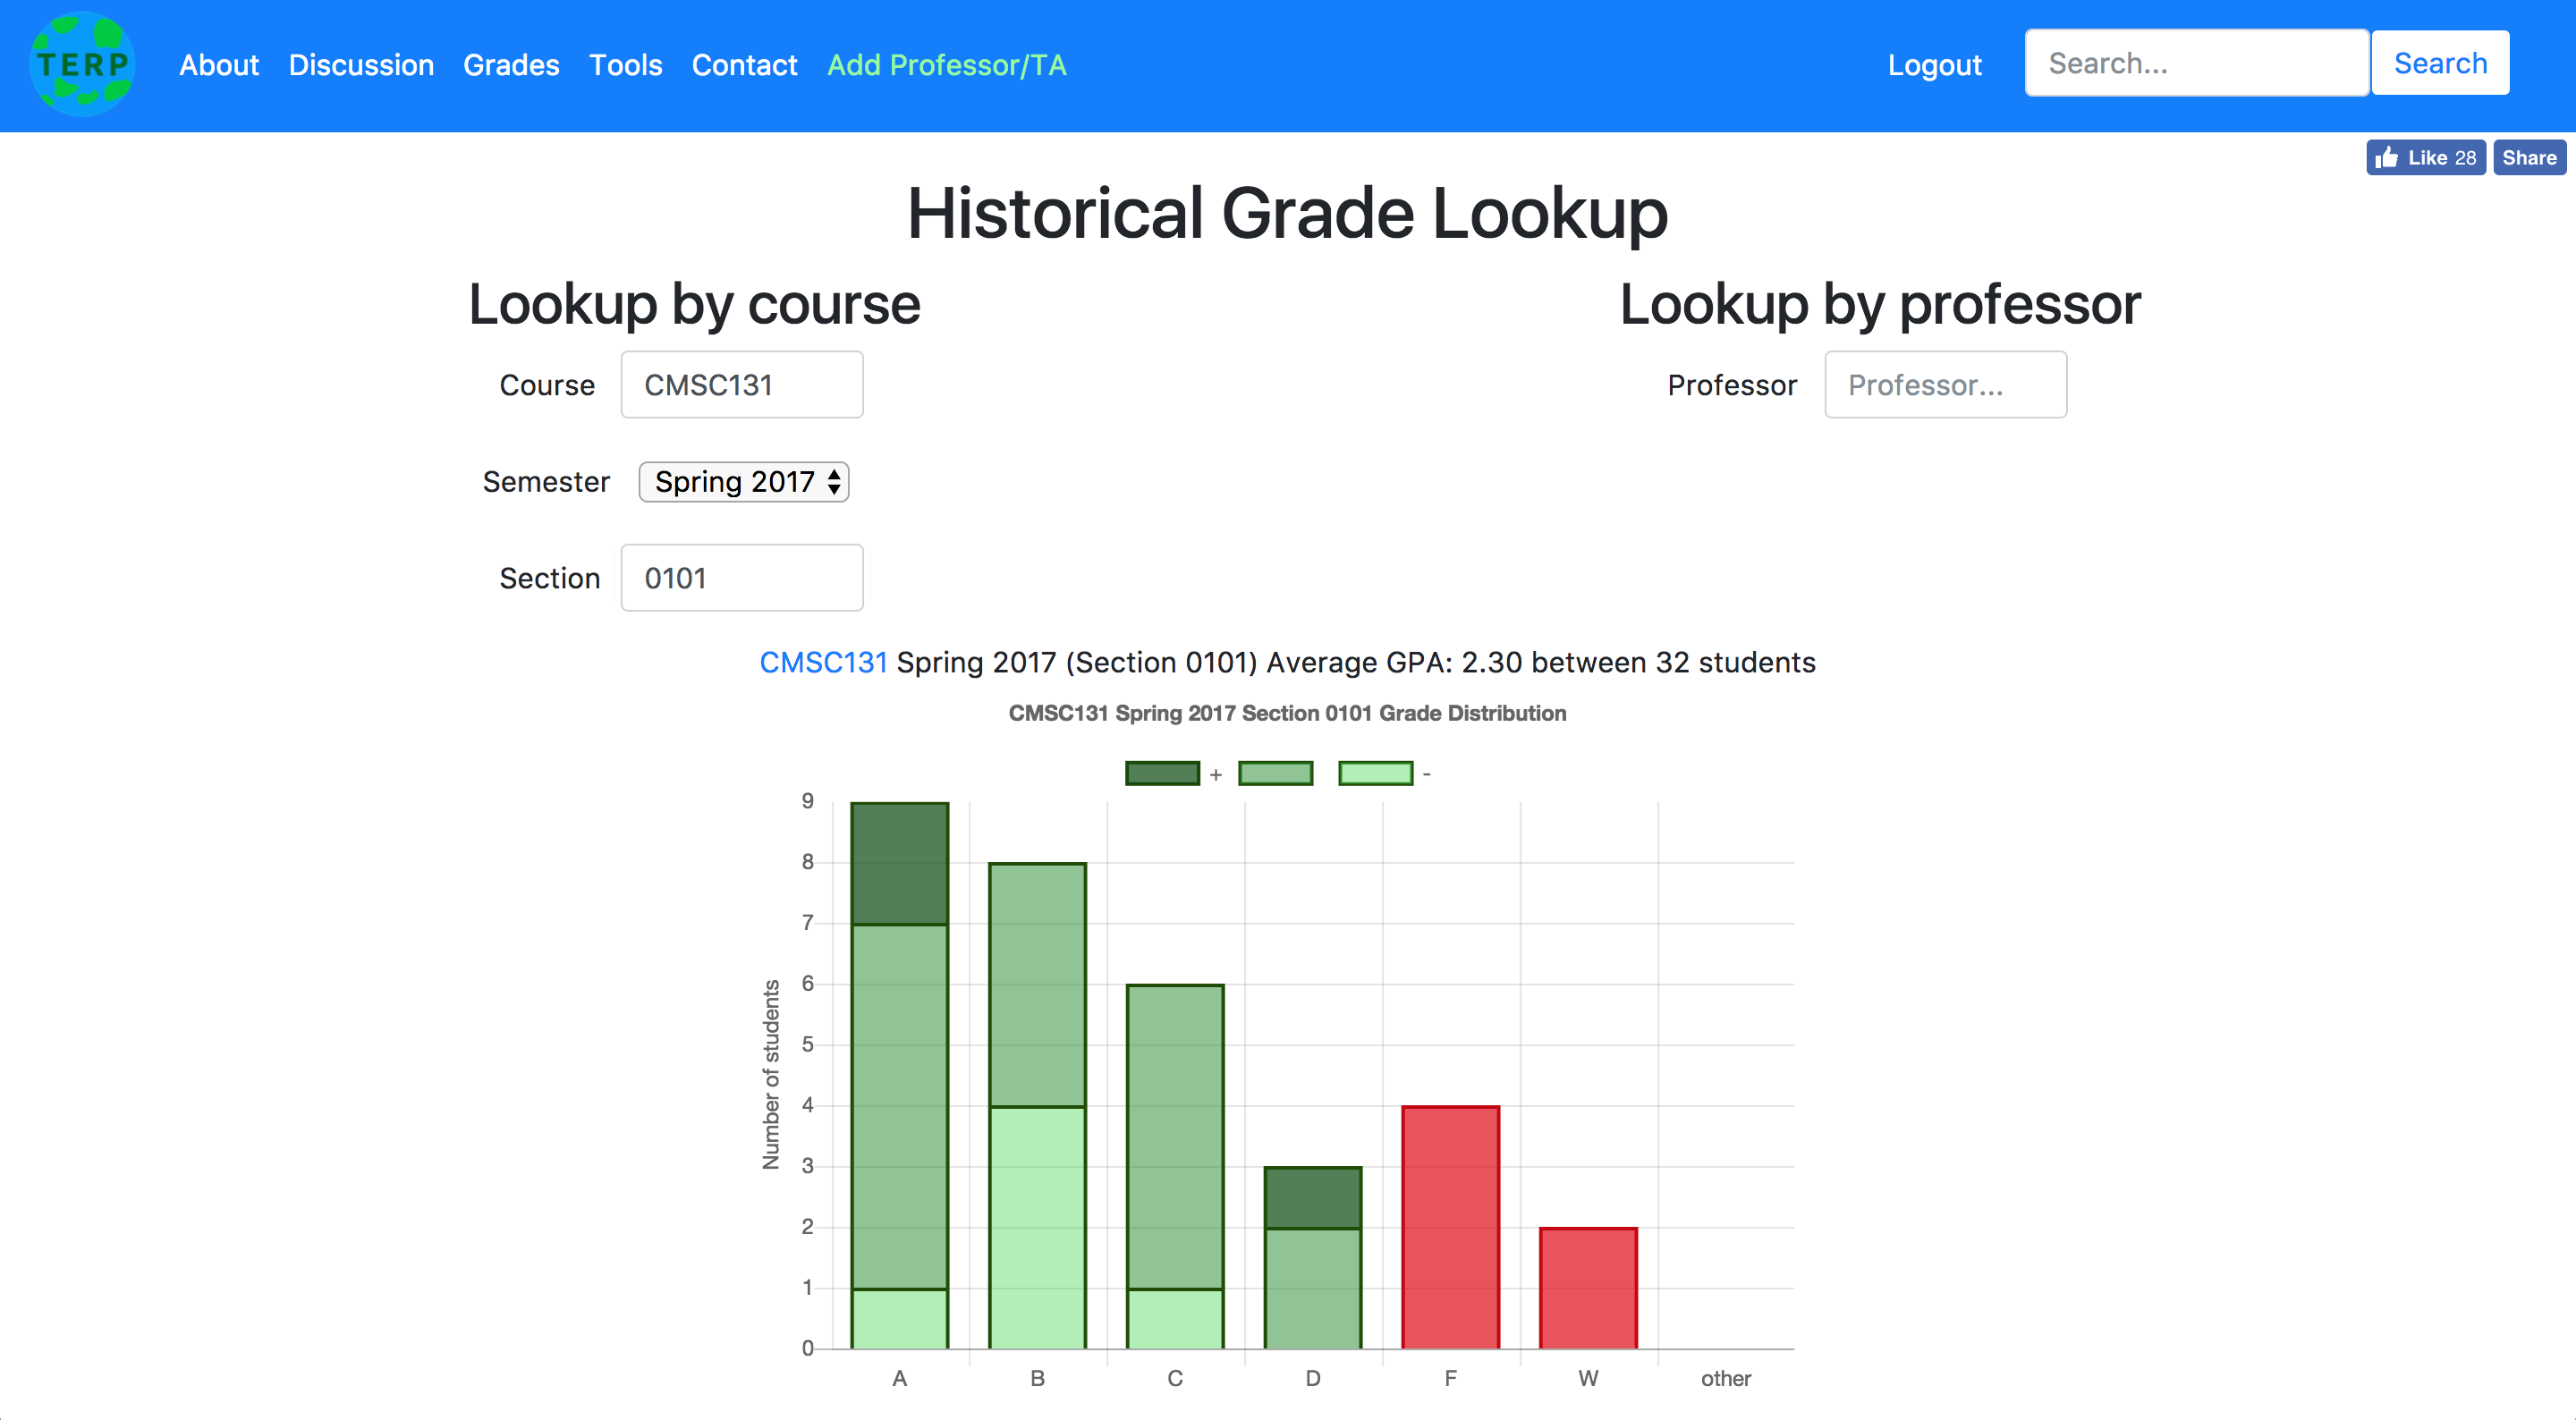 TERP About Discussion Grades Tools Contact Add Professor/TA Logout Search... Search
Like 28 Share
Historical Grade Lookup
Lookup by course
Course CMSC131
Semester Spring 2017
Section 0101
Lookup by professor
Professor Professor...
CMSC131 Spring 2017 (Section 0101) Average GPA: 2.30 between 32 students
CMSC131 Spring 2017 Section 0101 Grade Distribution
+ -
Number of students
9
8
7
6
5
4
3
2
1
0
A B C D F W other